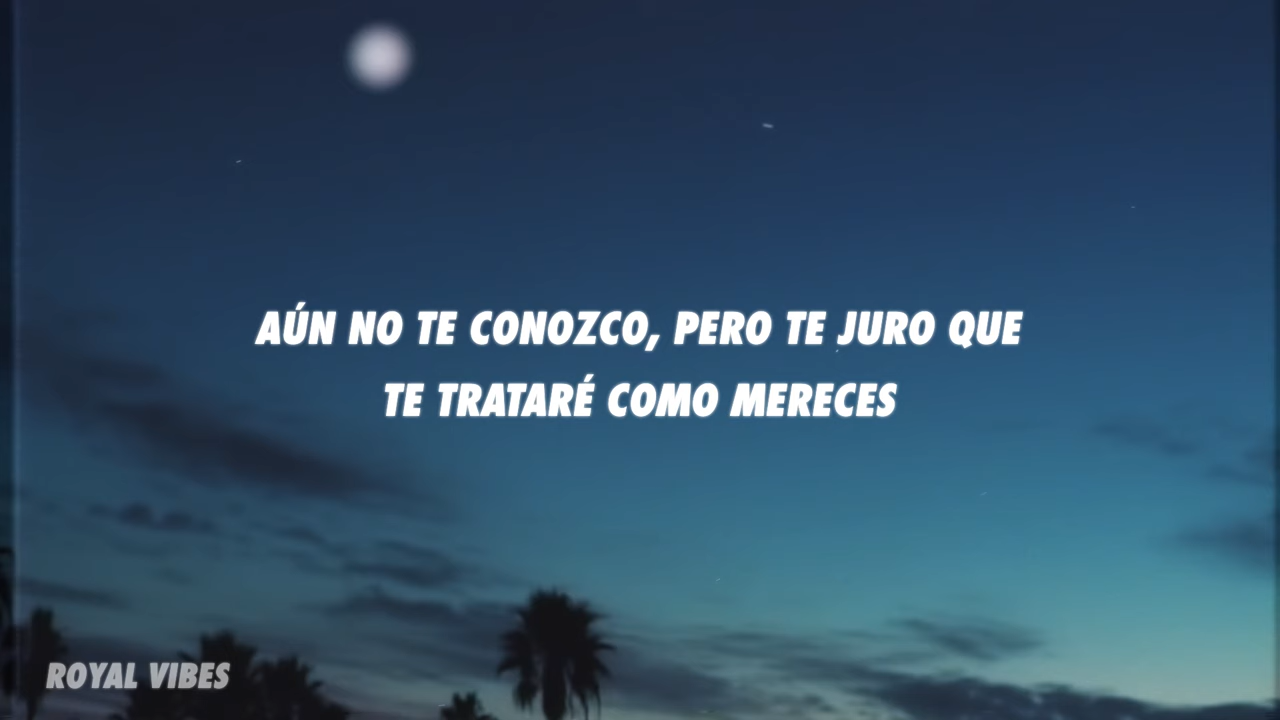 AÚN NO TE CONOZCO, PERO TE JURO QUE
TE TRATARÉ COMO MERECES
ROYAL VIBES